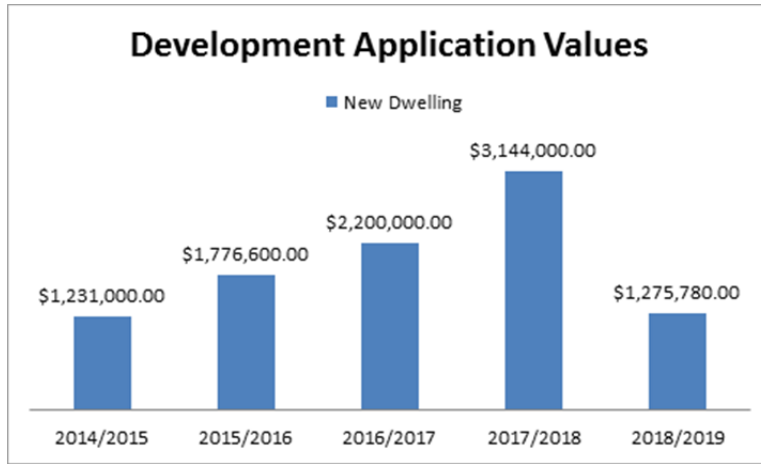 Development Application Values
New Dwelling
$3,144,000.00
$2,200,000.00
$1,776,600.00
$1,231,000.00
$1,275,780.00
2014/2015 2015/2016 2016/2017 2017/2018 2018/2019